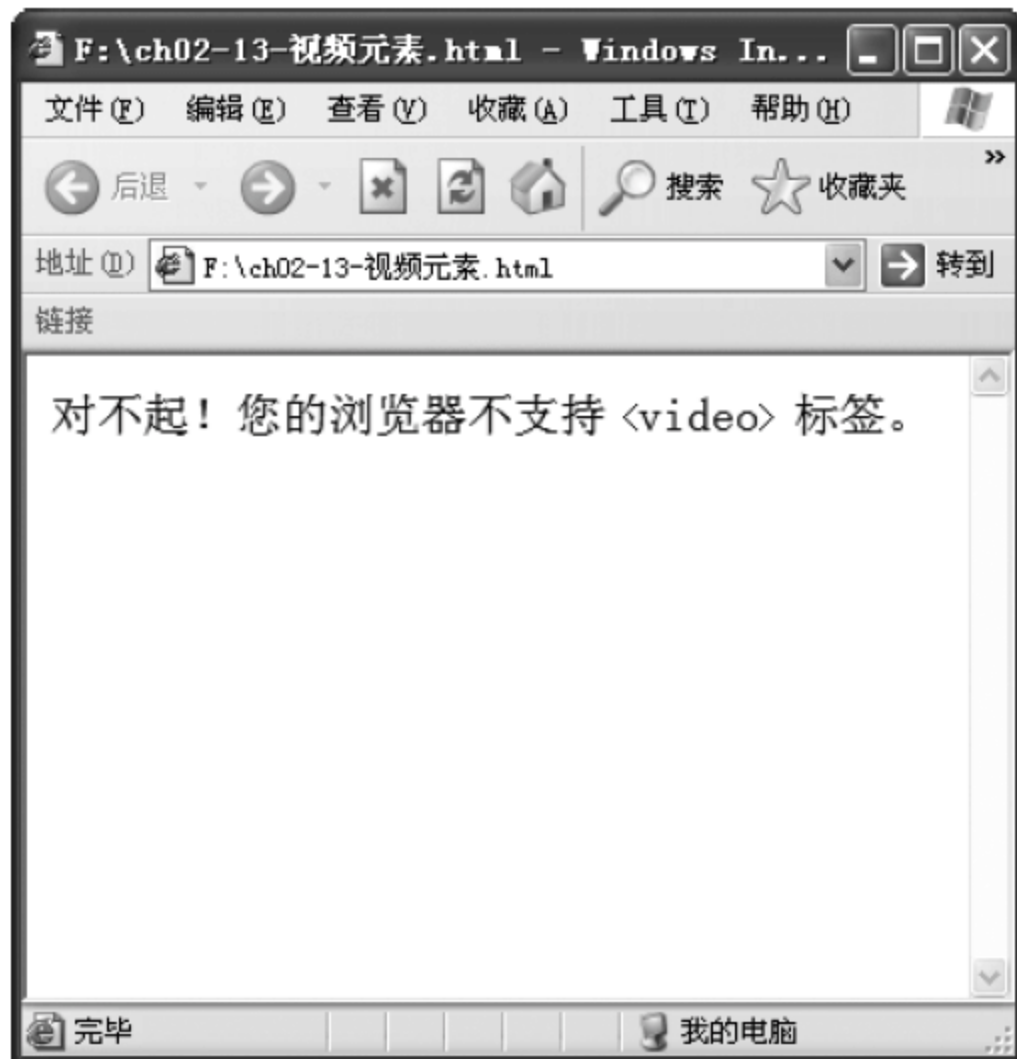 F:\ch02-13-视频元素.html - Windows In...
文件(F) 编辑(E) 查看(V) 收藏(A) 工具(T) 帮助(H)
后退 搜索 收藏夹 »
地址(D) F:\ch02-13-视频元素.html 转到
链接
对不起！您的浏览器不支持 <video> 标签。
完毕 我的电脑